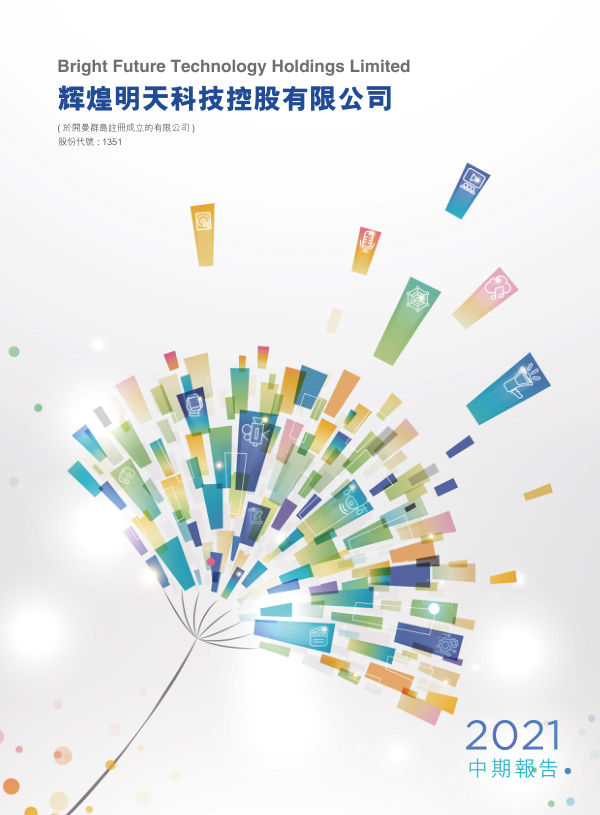 Bright Future Technology Holdings Limited
辉煌明天科技控股有限公司
( 於開曼群島註冊成立的有限公司 )
股份代號 : 1351
2021
中期報告